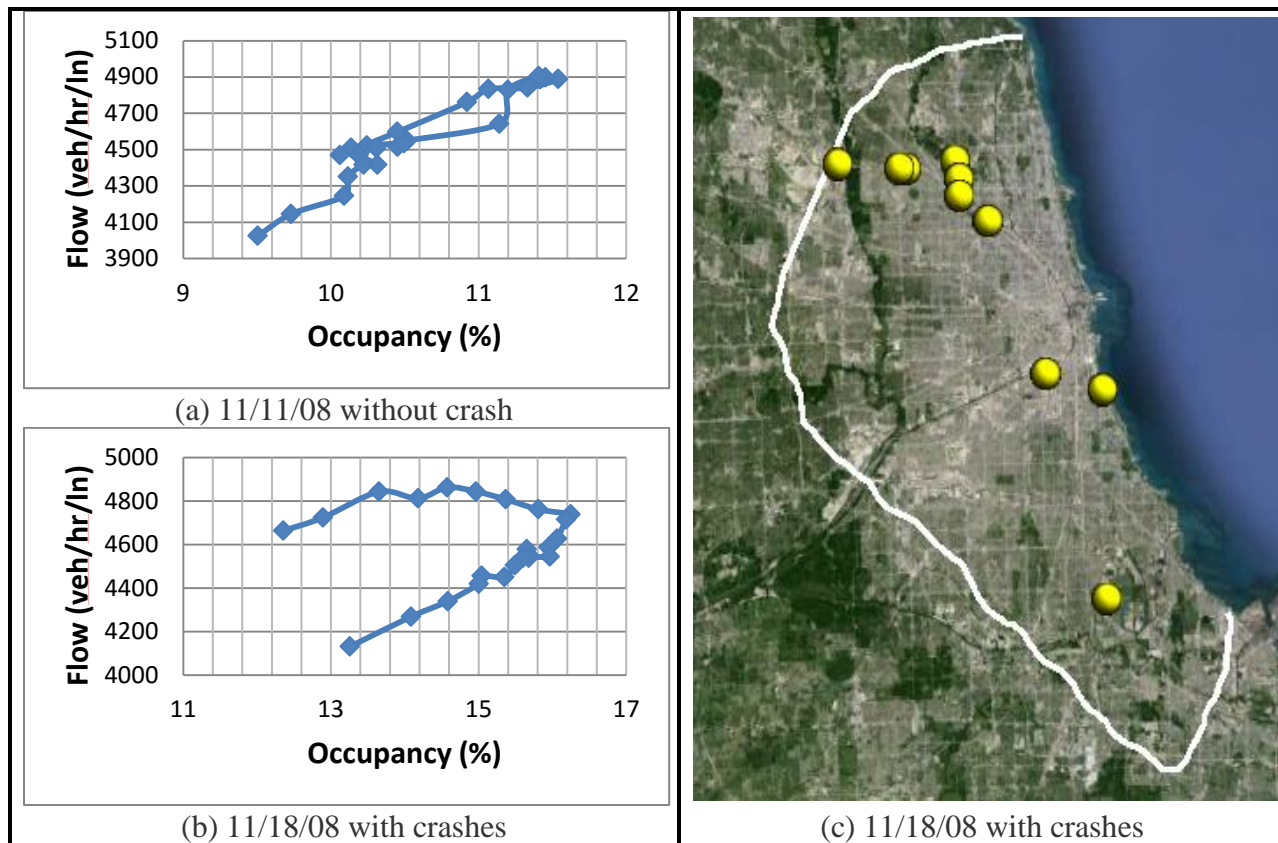 5100
4900
4700
4500
4300
4100
3900
Flow (veh/hr/ln)
9 10 11 12
Occupancy (%)
(a) 11/11/08 without crash
5000
4800
4600
4400
4200
4000
Flow (veh/hr/ln)
11 13 15 17
Occupancy (%)
(b) 11/18/08 with crashes
(c) 11/18/08 with crashes